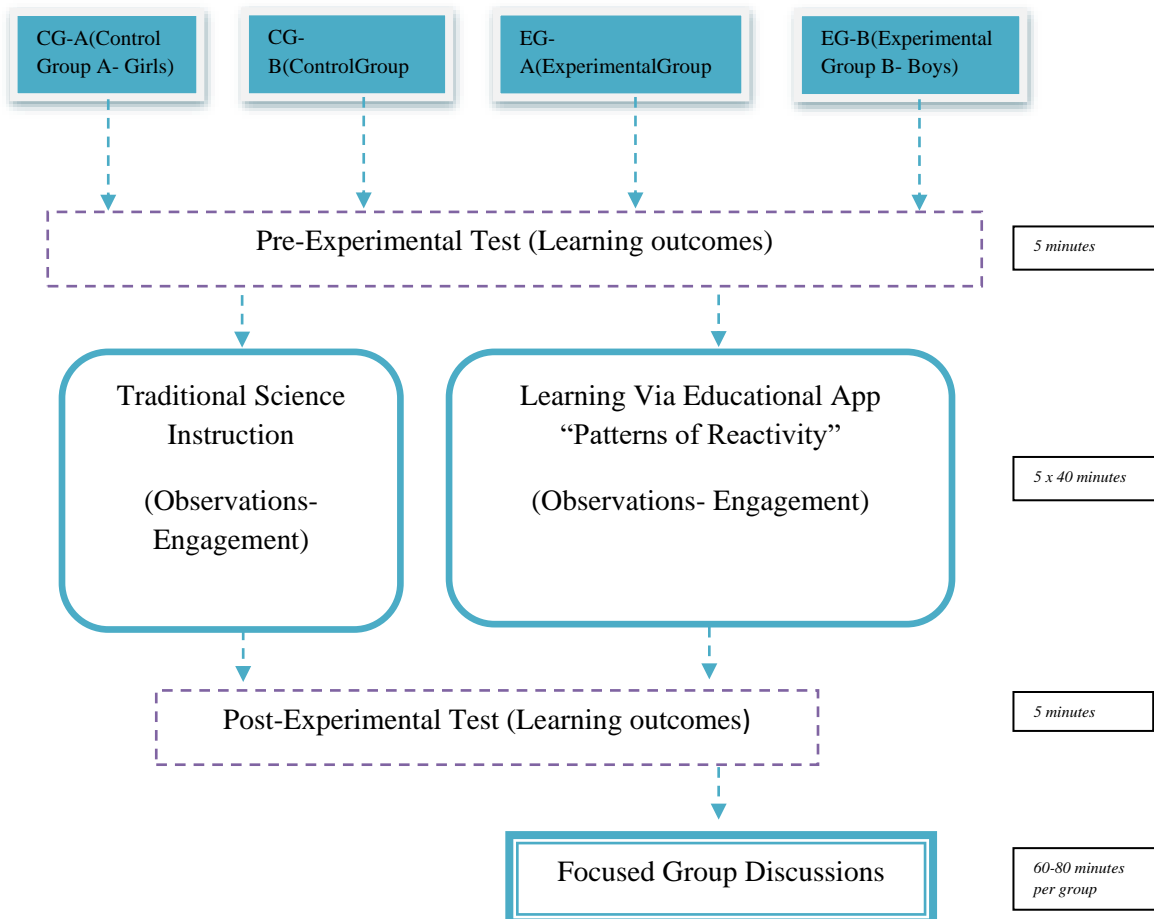 CG-A(Control
Group A- Girls)
CG-
B(ControlGroup
EG-
A(ExperimentalGroup
EG-B(Experimental
Group B- Boys)
Pre-Experimental Test (Learning outcomes)
5 minutes
Traditional Science
Instruction
(Observations-
Engagement)
Learning Via Educational App
“Patterns of Reactivity”
(Observations- Engagement)
5 x 40 minutes
Post-Experimental Test (Learning outcomes)
5 minutes
Focused Group Discussions
60-80 minutes
per group